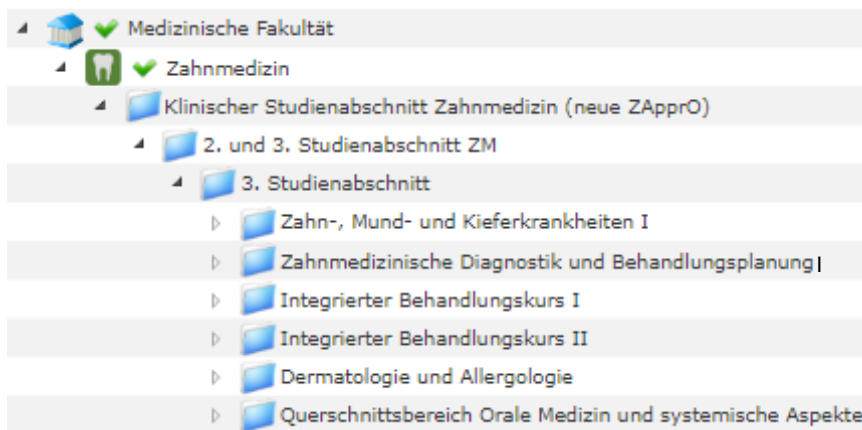 Medizinische Fakultät
Zahnmedizin
Klinischer Studienabschnitt Zahnmedizin (neue ZApprO)
2. und 3. Studienabschnitt ZM
3. Studienabschnitt
Zahn-, Mund- und Kieferkrankheiten I
Zahnmedizinische Diagnostik und Behandlungsplanung
Integrierter Behandlungskurs I
Integrierter Behandlungskurs II
Dermatologie und Allergologie
Querschnittsbereich Orale Medizin und systemische Aspekte